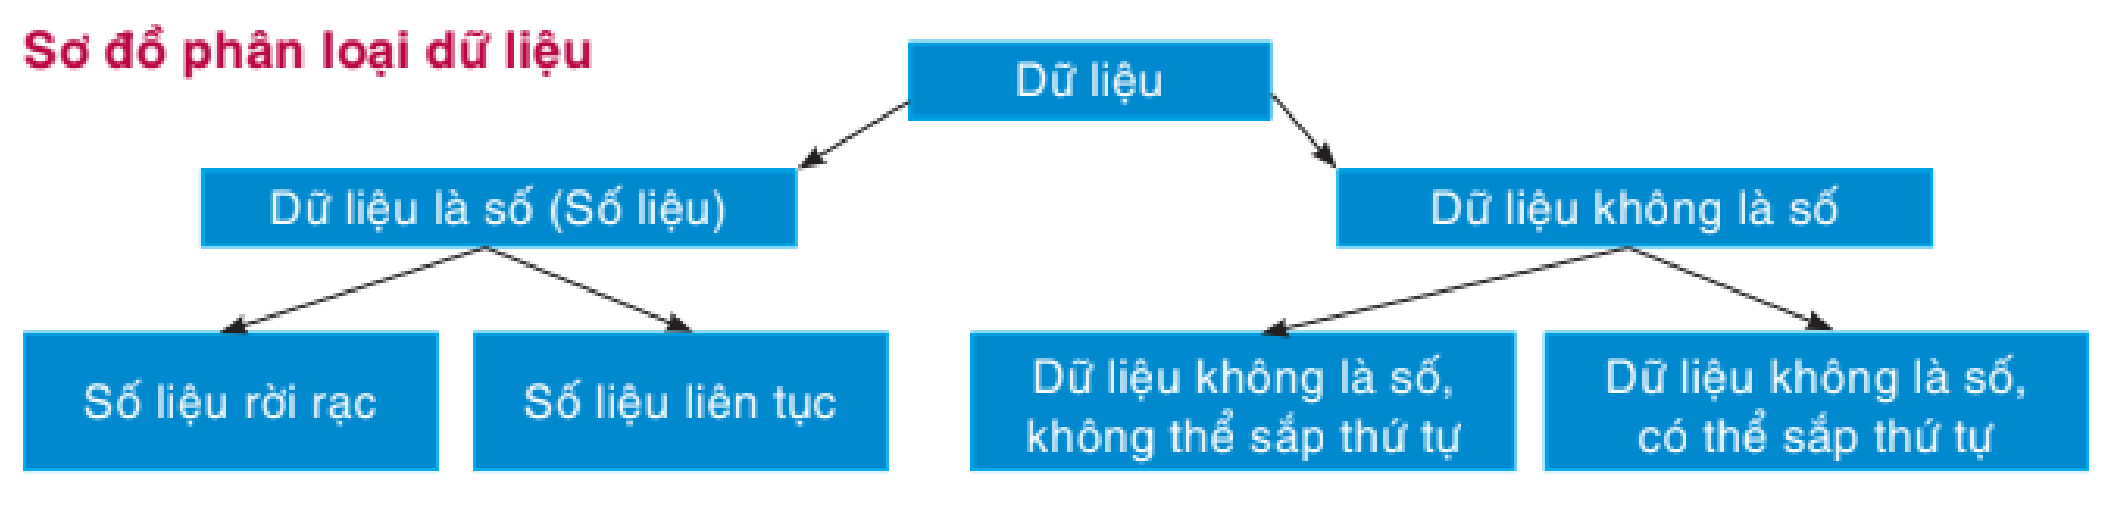 Sơ đồ phân loại dữ liệu
Dữ liệu
Dữ liệu là số (Số liệu)
Dữ liệu không là số
Số liệu rời rạc
Số liệu liên tục
Dữ liệu không là số,
không thể sắp thứ tự
Dữ liệu không là số,
có thể sắp thứ tự